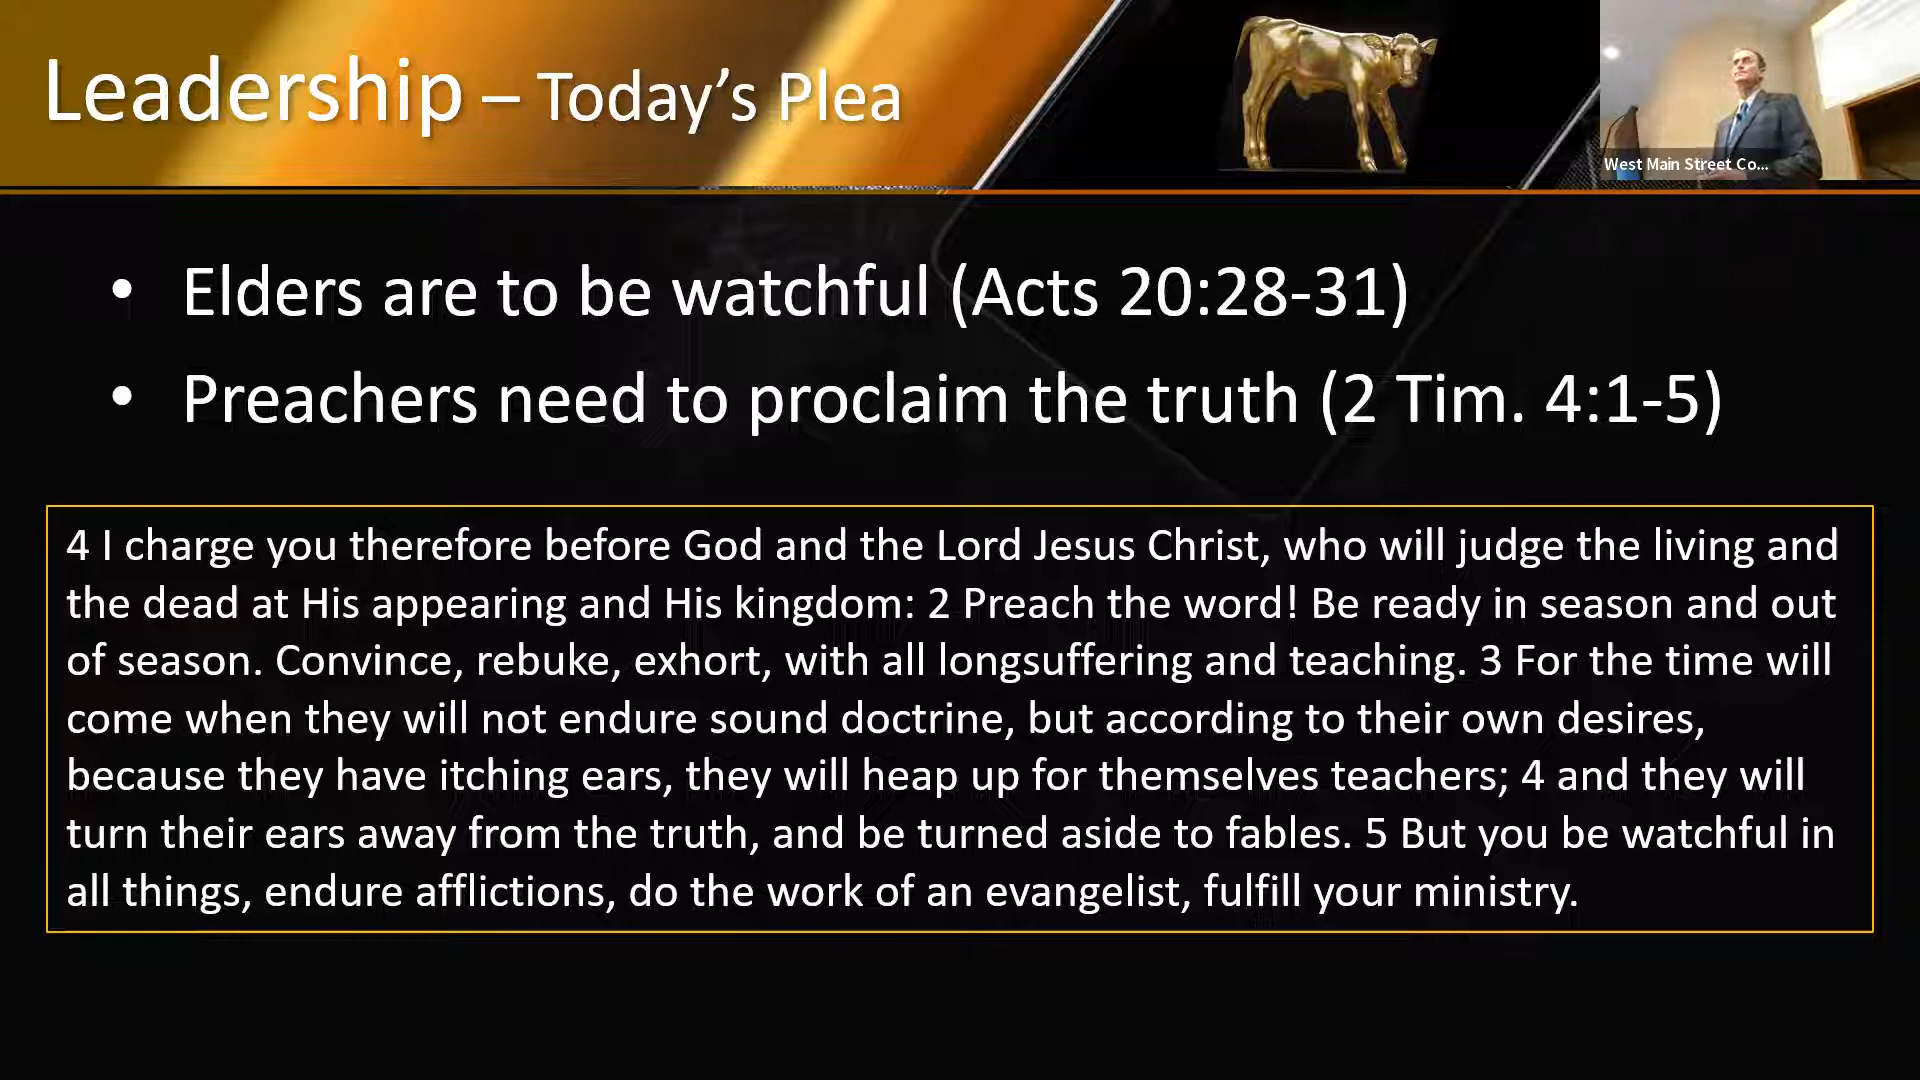 Leadership – Today's Plea
West Main Street Co...
• Elders are to be watchful (Acts 20:28-31)
• Preachers need to proclaim the truth (2 Tim. 4:1-5)
4 I charge you therefore before God and the Lord Jesus Christ, who will judge the living and
the dead at His appearing and His kingdom: 2 Preach the word! Be ready in season and out
of season. Convince, rebuke, exhort, with all longsuffering and teaching. 3 For the time will
come when they will not endure sound doctrine, but according to their own desires,
because they have itching ears, they will heap up for themselves teachers; 4 and they will
turn their ears away from the truth, and be turned aside to fables. 5 But you be watchful in
all things, endure afflictions, do the work of an evangelist, fulfill your ministry.